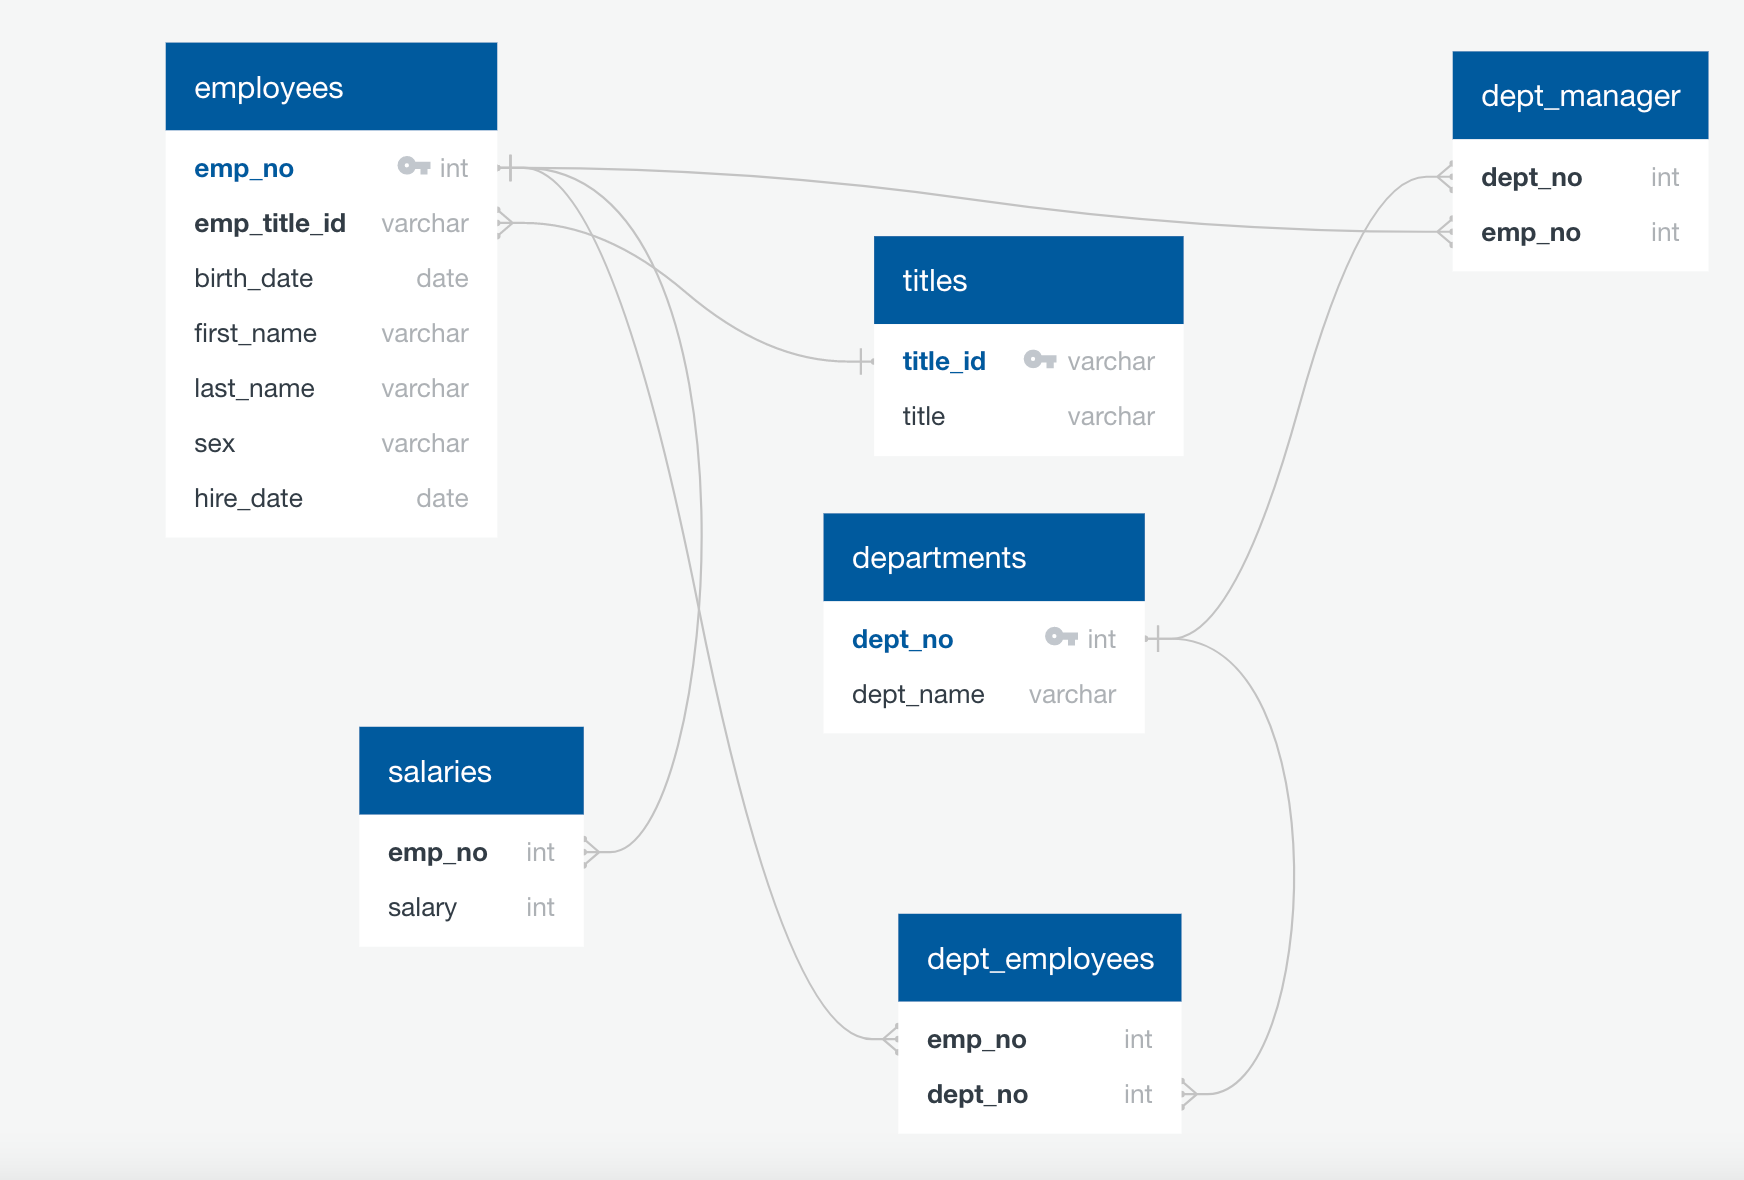 employees
emp_no int
emp_title_id varchar
birth_date date
first_name varchar
last_name varchar
sex varchar
hire_date date
dept_manager
dept_no int
emp_no int
titles
title_id varchar
title varchar
departments
dept_no int
dept_name varchar
salaries
emp_no int
salary int
dept_employees
emp_no int
dept_no int